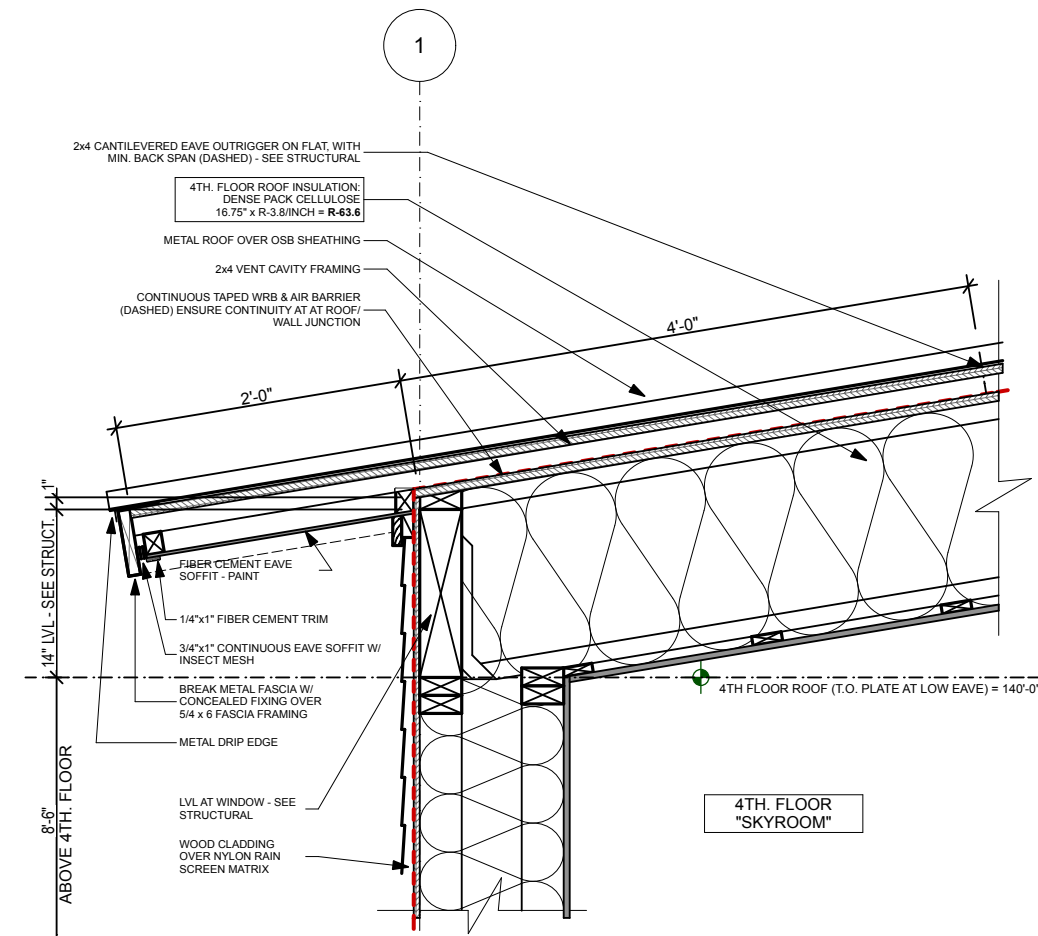 1
2x4 CANTILEVERED EAVE OUTRIGGER ON FLAT, WITH
MIN. BACK SPAN (DASHED) - SEE STRUCTURAL
4TH. FLOOR ROOF INSULATION:
DENSE PACK CELLULOSE
16.75" x R-3.8/INCH = R-63.6
METAL ROOF OVER OSB SHEATHING
2x4 VENT CAVITY FRAMING
CONTINUOUS TAPED WRB & AIR BARRIER
(DASHED) ENSURE CONTINUITY AT AT ROOF/
WALL JUNCTION
4'-0"
2'-0"
1"
14" LVL - SEE STRUCT.
FIBER CEMENT EAVE
SOFFIT - PAINT
1/4"x1" FIBER CEMENT TRIM
3/4"x1" CONTINUOUS EAVE SOFFIT W/
INSECT MESH
BREAK METAL FASCIA W/
CONCEALED FIXING OVER
5/4 x 6 FASCIA FRAMING
METAL DRIP EDGE
4TH FLOOR ROOF (T.O. PLATE AT LOW EAVE) = 140'-0"
8'-6"
ABOVE 4TH. FLOOR
LVL AT WINDOW - SEE
STRUCTURAL
WOOD CLADDING
OVER NYLON RAIN
SCREEN MATRIX
4TH. FLOOR
"SKYROOM"